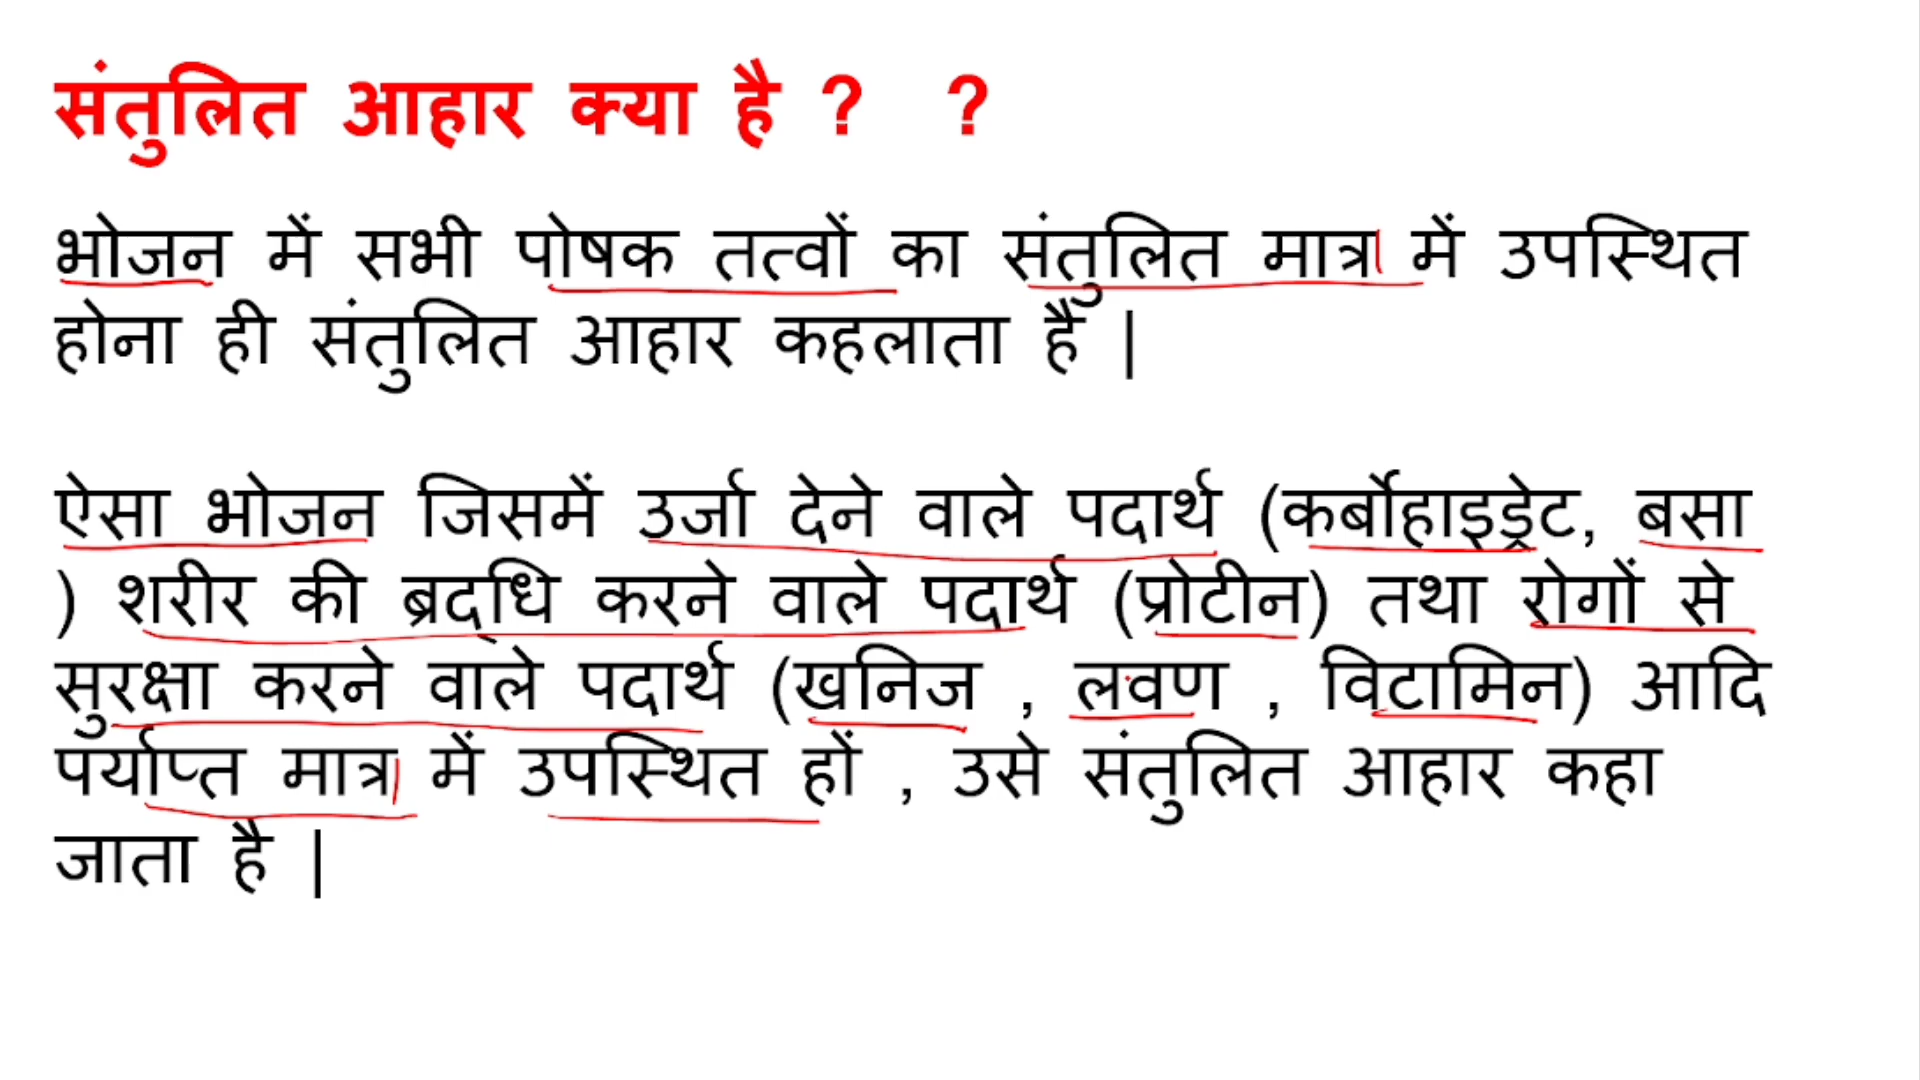 संतुलित आहार क्या है ? ?
भोजन में सभी पोषक तत्वों का संतुलित मात्रा में उपस्थित
होना ही संतुलित आहार कहलाता है |
ऐसा भोजन जिसमें उर्जा देने वाले पदार्थ (कर्बोहाइड्रेट, बसा
) शरीर की ब्रद्धि करने वाले पदार्थ (प्रोटीन) तथा रोगों से
सुरक्षा करने वाले पदार्थ (खनिज , लवण , विटामिन) आदि
पर्याप्त मात्रा में उपस्थित हों , उसे संतुलित आहार कहा
जाता है |